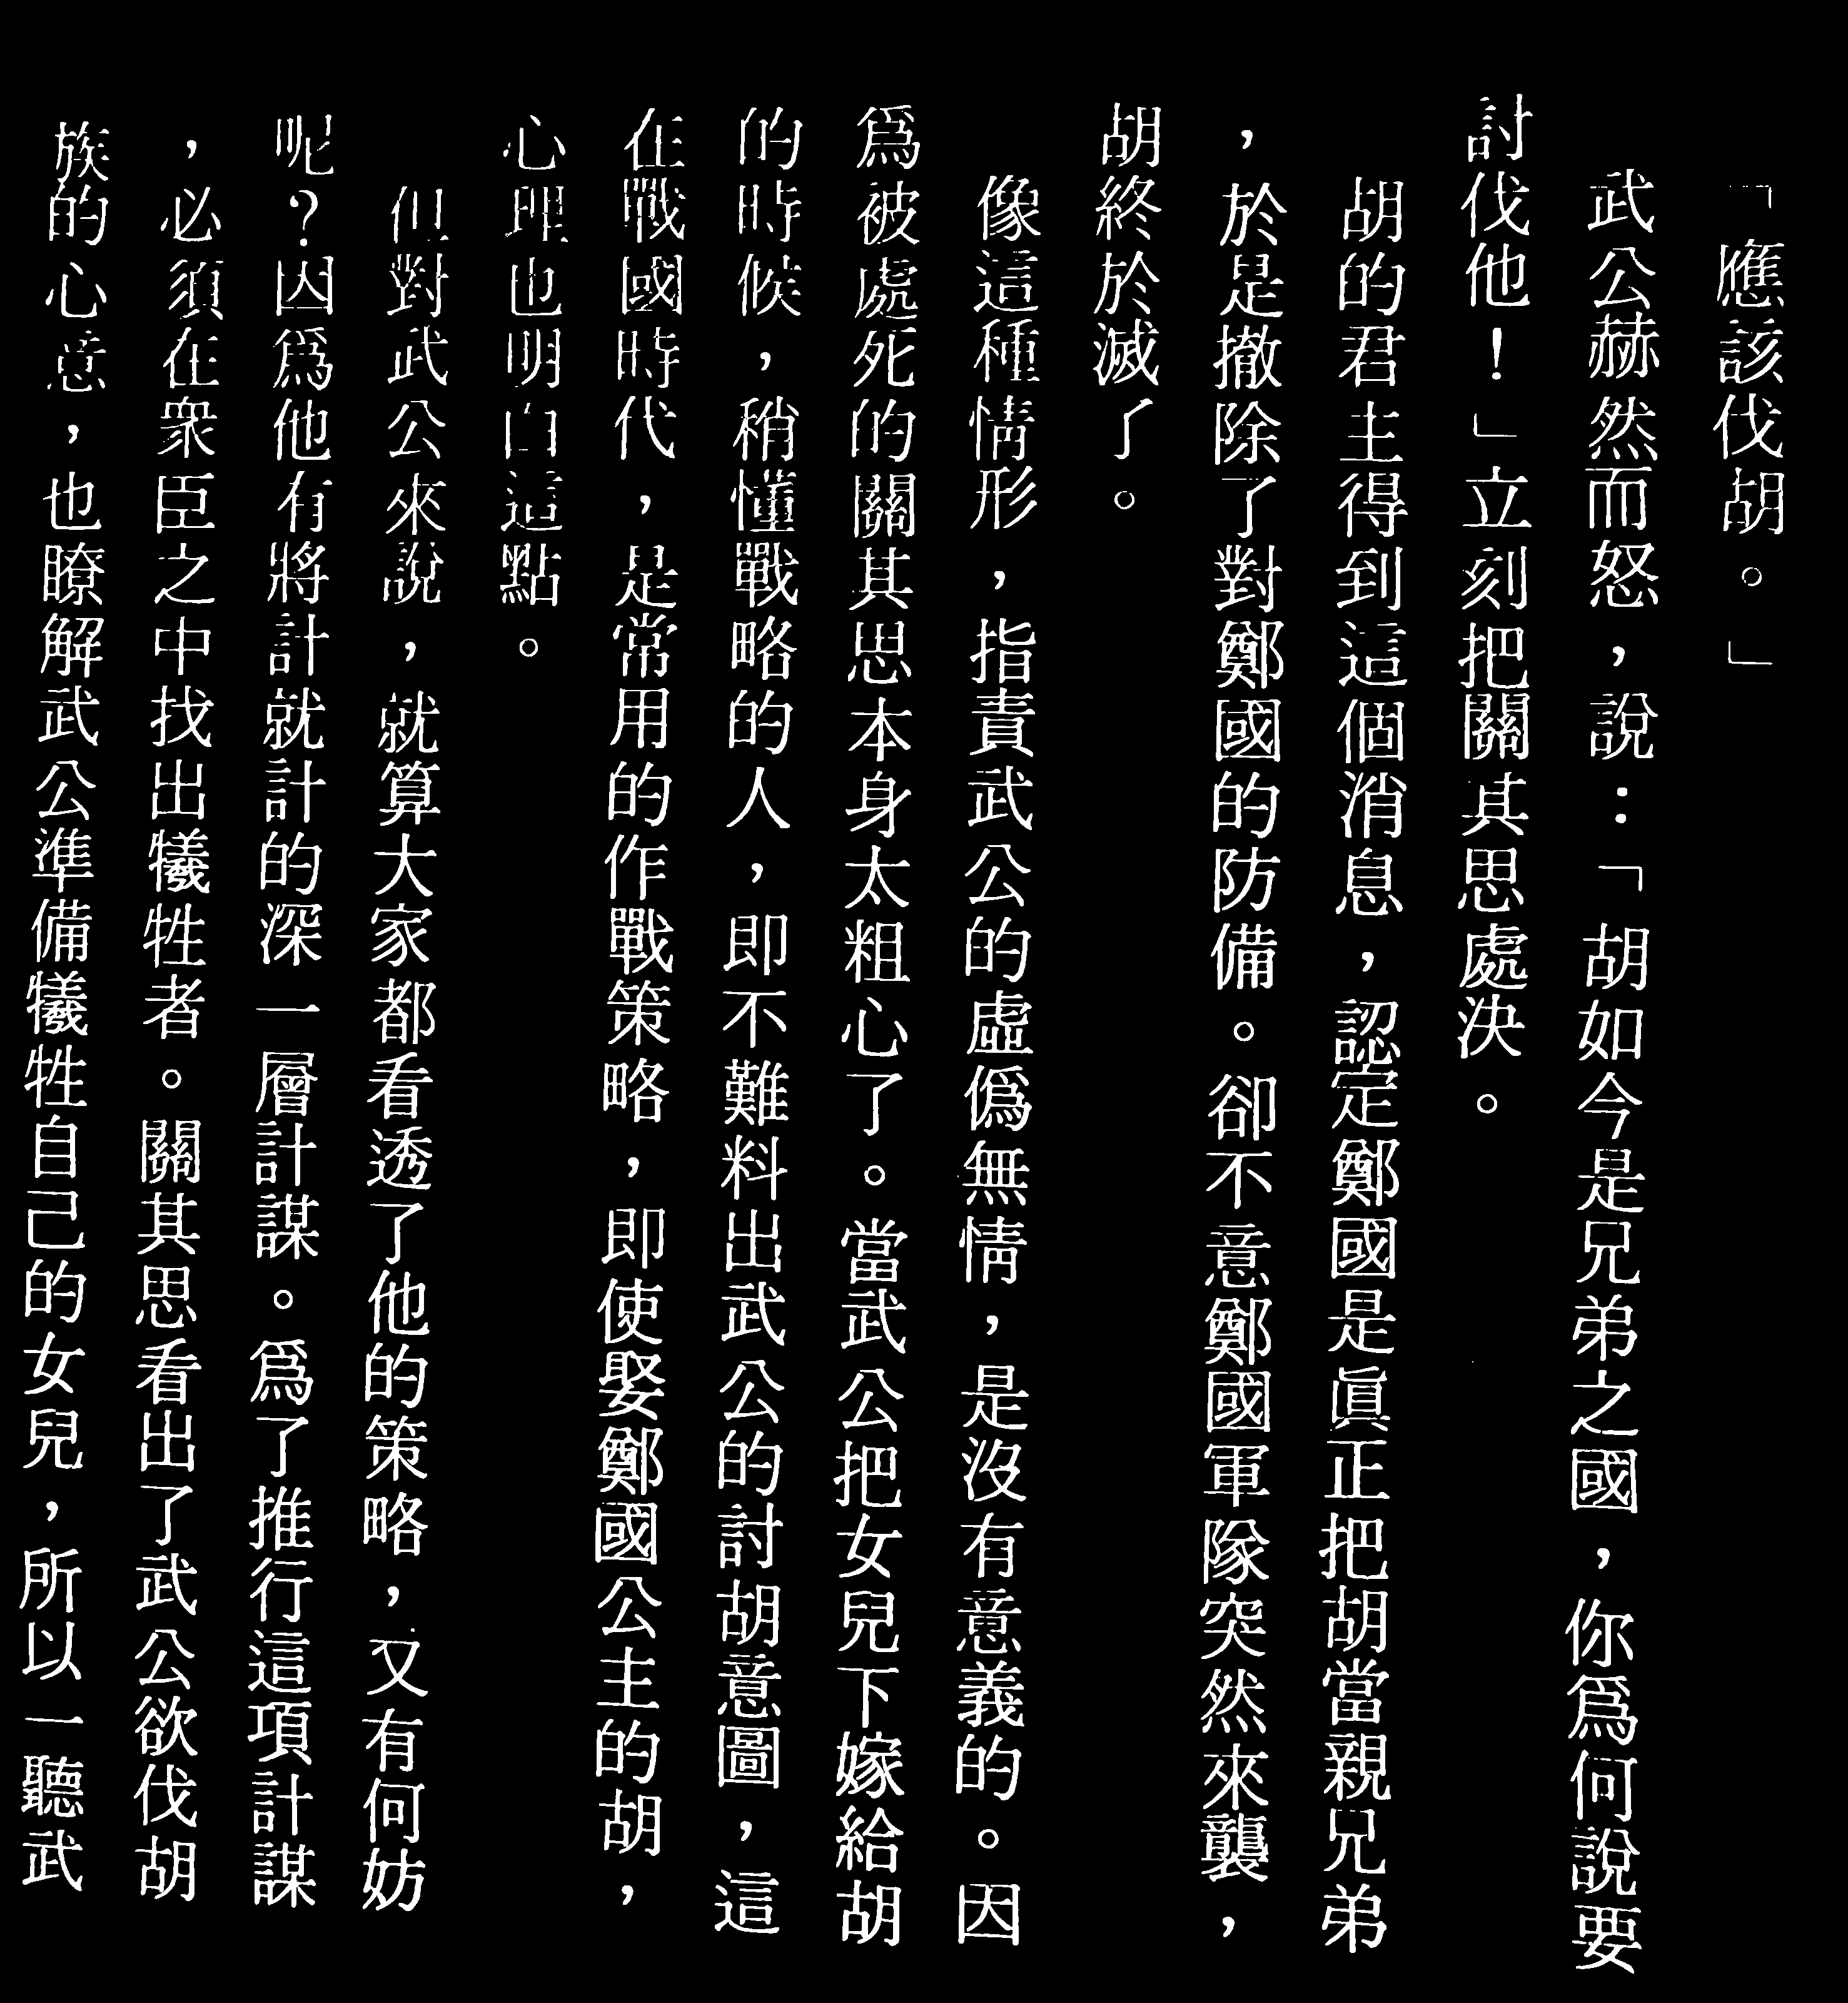 「應該伐胡。」
武公赫然而怒，說：「胡如今是兄弟之國，你爲何說要
討伐他！」立刻把關其思處決。
胡的君主得到這個消息，認定鄭國是眞正把胡當親兄弟
，於是撤除了對鄭國的防備。卻不意鄭國軍隊突然來襲，
胡終於滅了。
像這種情形，指責武公的虛僞無情，是沒有意義的。因
爲被處死的關其思本身太粗心了。當武公把女兒下嫁給胡
的時候，稍懂戰略的人，即不難料出武公的討胡意圖，這
在戰國時代，是常用的作戰策略，即使娶鄭國公主的胡，
心理也明白這點。
但對武公來說，就算大家都看透了他的策略，又有何妨
呢？因爲他有將計就計的深一層計謀。爲了推行這項計謀
，必須在衆臣之中找出犧牲者。關其思看出了武公欲伐胡
族的心意，也瞭解武公準備犧牲自己的女兒，所以一聽武